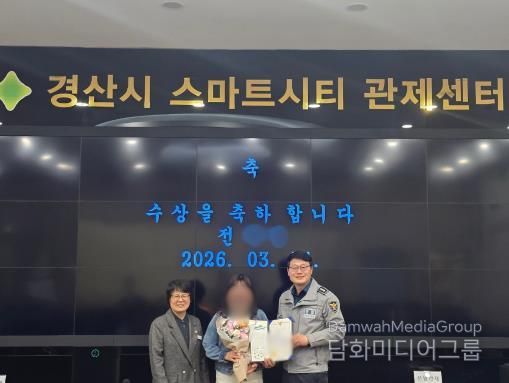 경산시 스마트시티 관제센터
축
수상을 축하 합니다
전
2026. 03.
DamwahMediaGroup
담화미디어그룹